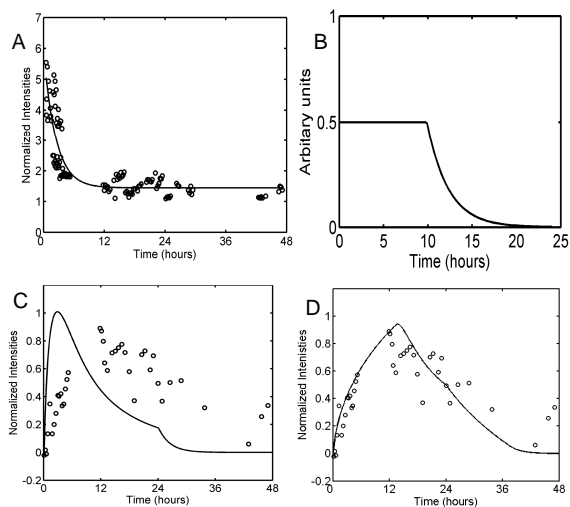 A
7
6
5
4
3
2
1
0
Normalized Intensities
0 12 24 36 48
Time (hours)
B
1
0.5
0
Arbitary units
0 5 10 15 20 25
Time (hours)
C
1
0.8
0.6
0.4
0.2
0
-0.2
Normalized Intensities
0 12 24 36 48
Time (hours)
D
1
0.8
0.6
0.4
0.2
0
-0.2
Normalized Intensities
0 12 24 36 48
Time (hours)